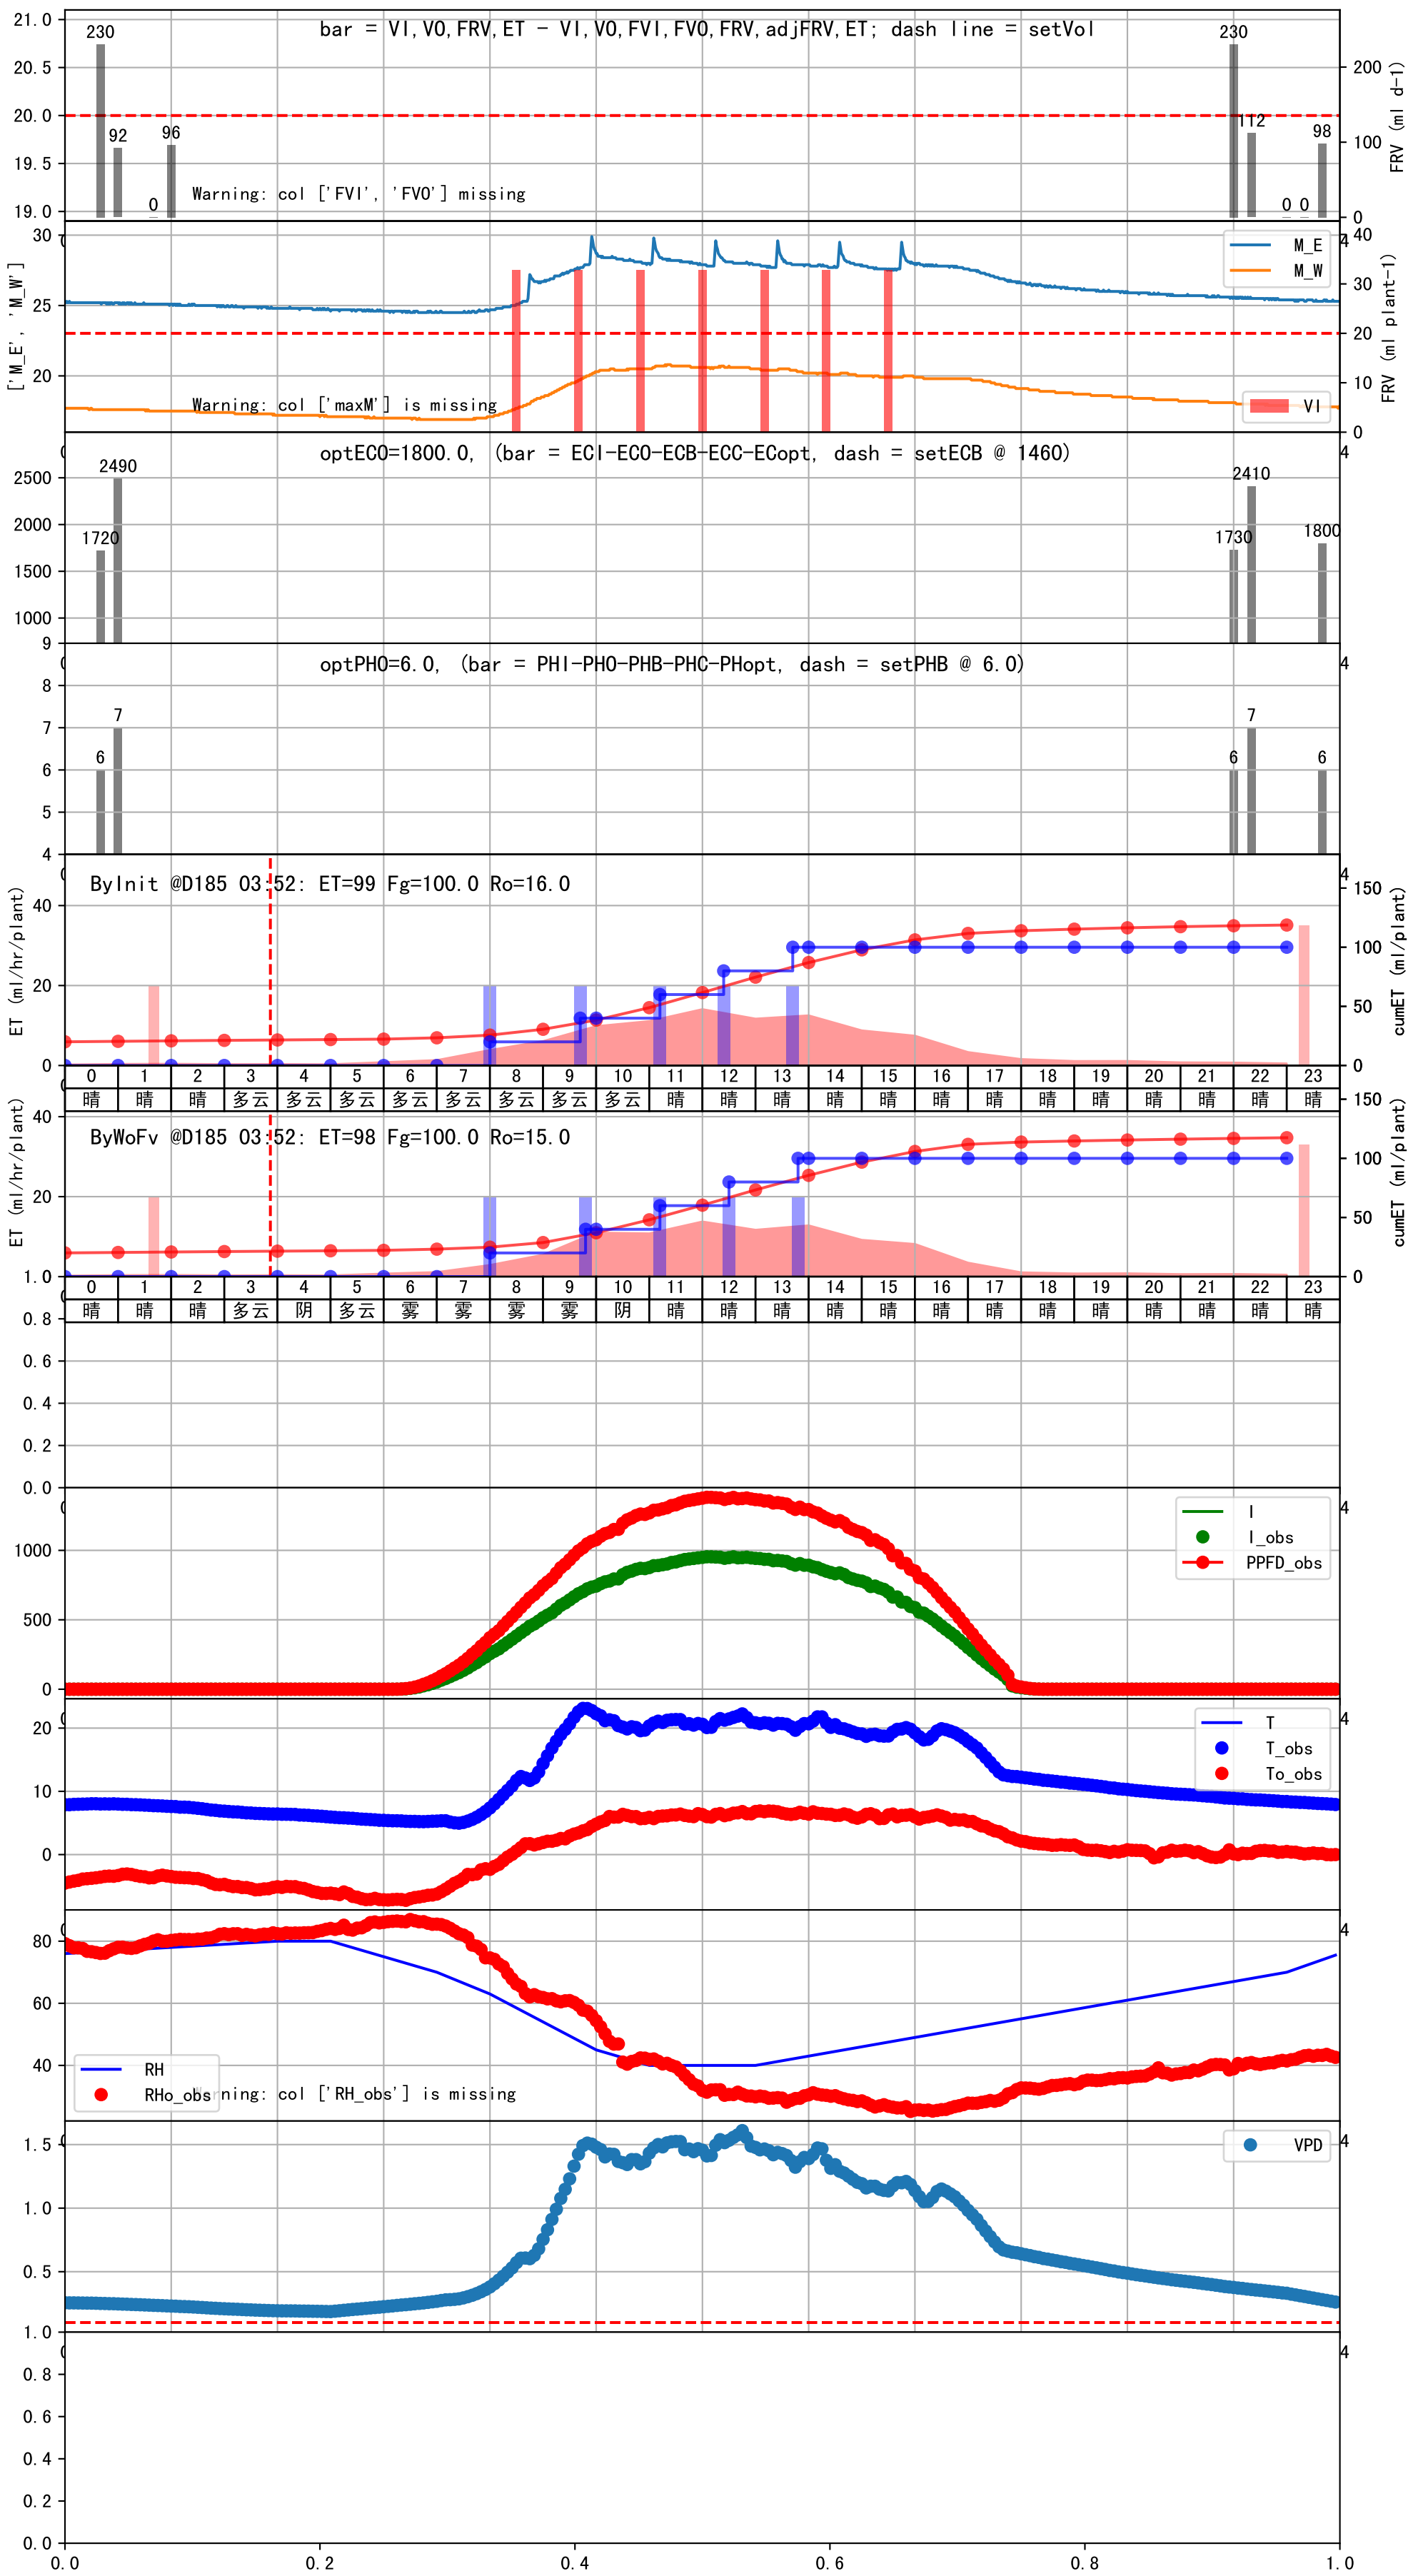 bar = VI,VO,FRV,ET - VI,VO,FVI,FVO,FRV,adjFRV,ET; dash line = setVol
21.0
20.5
20.0
19.5
19.0
230
92
0
96
230
112
0
0
98
200
100
0
FRV (ml d-1)
Warning: col ['FVI', 'FVO'] missing
['M_E', 'M_W']
30
25
20
M_E
M_W
VI
40
30
20
10
0
FRV (ml plant-1)
Warning: col ['maxM'] is missing
4
optECO=1800.0, (bar = ECI-ECO-ECB-ECC-ECopt, dash = setECB @ 1460)
2500
2000
1500
1000
1720
2490
1730
2410
1800
4
optPHO=6.0, (bar = PHI-PHO-PHB-PHC-PHopt, dash = setPHB @ 6.0)
9
8
7
6
5
4
6
7
6
7
6
4
ByInit @D185 03:52: ET=99 Fg=100.0 Ro=16.0
ET (ml/hr/plant)
40
20
0
150
100
50
0
cumET (ml/plant)
4
0 1 2 3 4 5 6 7 8 9 10 11 12 13 14 15 16 17 18 19 20 21 22 23
晴 晴 晴 多云 多云 多云 多云 多云 多云 多云 多云 晴 晴 晴 晴 晴 晴 晴 晴 晴 晴 晴 晴 晴
ByWoFv @D185 03:52: ET=98 Fg=100.0 Ro=15.0
ET (ml/hr/plant)
40
20
150
100
50
0
cumET (ml/plant)
0 1 2 3 4 5 6 7 8 9 10 11 12 13 14 15 16 17 18 19 20 21 22 23
晴 晴 晴 多云 阴 多云 雾 雾 雾 雾 阴 晴 晴 晴 晴 晴 晴 晴 晴 晴 晴 晴 晴 晴
1.0
0.8
0.6
0.4
0.2
0.0
4
1000
500
0
I
I_obs
PPFD_obs
4
20
10
0
T
T_obs
To_obs
4
80
60
40
RH
RHo_obs
Warning: col ['RH_obs'] is missing
4
1.5
1.0
0.5
VPD
4
1.0
0.8
0.6
0.4
0.2
0.0
0.0 0.2 0.4 0.6 0.8 1.0